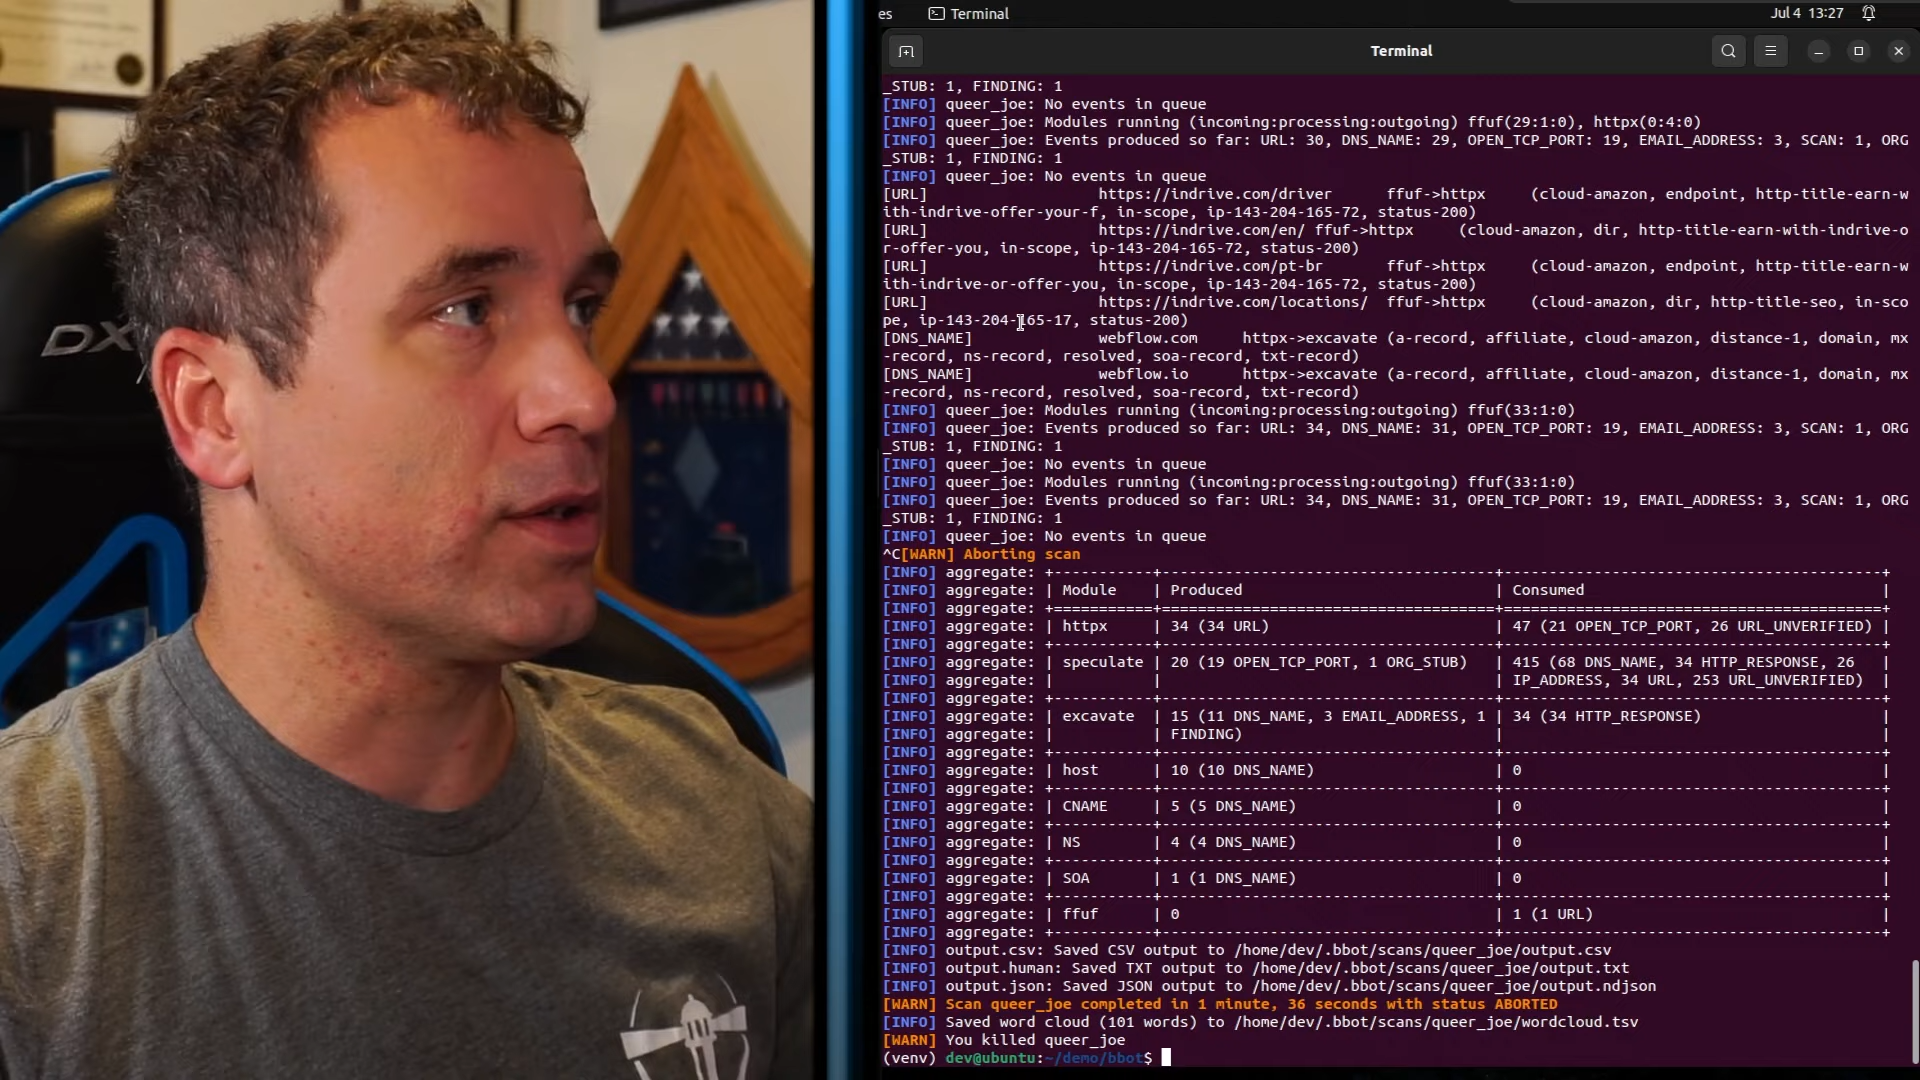 DX
es
Terminal
Jul 4 13:27
Terminal
_STUB: 1, FINDING: 1
[INFO] queer_joe: No events in queue
[INFO] queer_joe: Modules running (incoming:processing:outgoing) ffuf(29:1:0), httpx(0:4:0)
[INFO] queer_joe: Events produced so far: URL: 30, DNS_NAME: 29, OPEN_TCP_PORT: 19, EMAIL_ADDRESS: 3, SCAN: 1, ORG
_STUB: 1, FINDING: 1
[INFO] queer_joe: No events in queue
[URL] https://indrive.com/driver ffuf->httpx (cloud-amazon, endpoint, http-title-earn-w
ith-indrive-offer-your-f, in-scope, ip-143-204-165-72, status-200)
[URL] https://indrive.com/en/ ffuf->httpx (cloud-amazon, dir, http-title-earn-with-indrive-o
r-offer-you, in-scope, ip-143-204-165-72, status-200)
[URL] https://indrive.com/pt-br ffuf->httpx (cloud-amazon, endpoint, http-title-earn-w
ith-indrive-or-offer-you, in-scope, ip-143-204-165-72, status-200)
[URL] https://indrive.com/locations/ ffuf->httpx (cloud-amazon, dir, http-title-seo, in-sco
pe, ip-143-204-165-17, status-200)
[DNS_NAME] webflow.com httpx->excavate (a-record, affiliate, cloud-amazon, distance-1, domain, mx
-record, ns-record, resolved, soa-record, txt-record)
[DNS_NAME] webflow.io httpx->excavate (a-record, affiliate, cloud-amazon, distance-1, domain, mx
-record, ns-record, resolved, soa-record, txt-record)
[INFO] queer_joe: Modules running (incoming:processing:outgoing) ffuf(33:1:0)
[INFO] queer_joe: Events produced so far: URL: 34, DNS_NAME: 31, OPEN_TCP_PORT: 19, EMAIL_ADDRESS: 3, SCAN: 1, ORG
_STUB: 1, FINDING: 1
[INFO] queer_joe: No events in queue
[INFO] queer_joe: Modules running (incoming:processing:outgoing) ffuf(33:1:0)
[INFO] queer_joe: Events produced so far: URL: 34, DNS_NAME: 31, OPEN_TCP_PORT: 19, EMAIL_ADDRESS: 3, SCAN: 1, ORG
_STUB: 1, FINDING: 1
[INFO] queer_joe: No events in queue
^C[WARN] Aborting scan
[INFO] aggregate: +-----------+-------------------------------------+------------------------------------------+
[INFO] aggregate: | Module | Produced | Consumed |
[INFO] aggregate: +===========+=====================================+==========================================+
[INFO] aggregate: | httpx | 34 (34 URL) | 47 (21 OPEN_TCP_PORT, 26 URL_UNVERIFIED) |
[INFO] aggregate: +-----------+-------------------------------------+------------------------------------------+
[INFO] aggregate: | speculate | 20 (19 OPEN_TCP_PORT, 1 ORG_STUB) | 415 (68 DNS_NAME, 34 HTTP_RESPONSE, 26 |
[INFO] aggregate: | | | IP_ADDRESS, 34 URL, 253 URL_UNVERIFIED) |
[INFO] aggregate: +-----------+-------------------------------------+------------------------------------------+
[INFO] aggregate: | excavate | 15 (11 DNS_NAME, 3 EMAIL_ADDRESS, 1 | 34 (34 HTTP_RESPONSE) |
[INFO] aggregate: | | FINDING) | |
[INFO] aggregate: +-----------+-------------------------------------+------------------------------------------+
[INFO] aggregate: | host | 10 (10 DNS_NAME) | 0 |
[INFO] aggregate: +-----------+-------------------------------------+------------------------------------------+
[INFO] aggregate: | CNAME | 5 (5 DNS_NAME) | 0 |
[INFO] aggregate: +-----------+-------------------------------------+------------------------------------------+
[INFO] aggregate: | NS | 4 (4 DNS_NAME) | 0 |
[INFO] aggregate: +-----------+-------------------------------------+------------------------------------------+
[INFO] aggregate: | SOA | 1 (1 DNS_NAME) | 0 |
[INFO] aggregate: +-----------+-------------------------------------+------------------------------------------+
[INFO] aggregate: | ffuf | 0 | 1 (1 URL) |
[INFO] aggregate: +-----------+-------------------------------------+------------------------------------------+
[INFO] output.csv: Saved CSV output to /home/dev/.bbot/scans/queer_joe/output.csv
[INFO] output.human: Saved TXT output to /home/dev/.bbot/scans/queer_joe/output.txt
[INFO] output.json: Saved JSON output to /home/dev/.bbot/scans/queer_joe/output.ndjson
[WARN] Scan queer_joe completed in 1 minute, 36 seconds with status ABORTED
[INFO] Saved word cloud (101 words) to /home/dev/.bbot/scans/queer_joe/wordcloud.tsv
[WARN] You killed queer_joe
(venv) dev@ubuntu:~/demo/bbot$